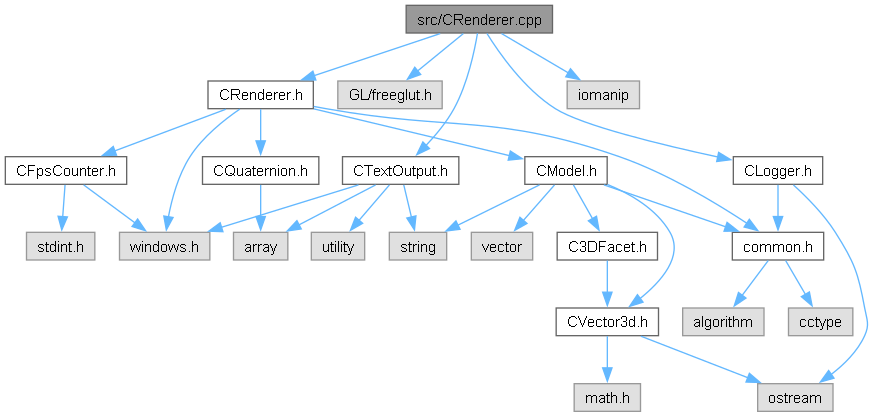 src/CRenderer.cpp
CRenderer.h
GL/freeglut.h
iomanip
CFpsCounter.h
CQuaternion.h
CTextOutput.h
CModel.h
CLogger.h
stdint.h
windows.h
array
utility
string
vector
C3DFacet.h
common.h
CVector3d.h
algorithm
cctype
math.h
ostream